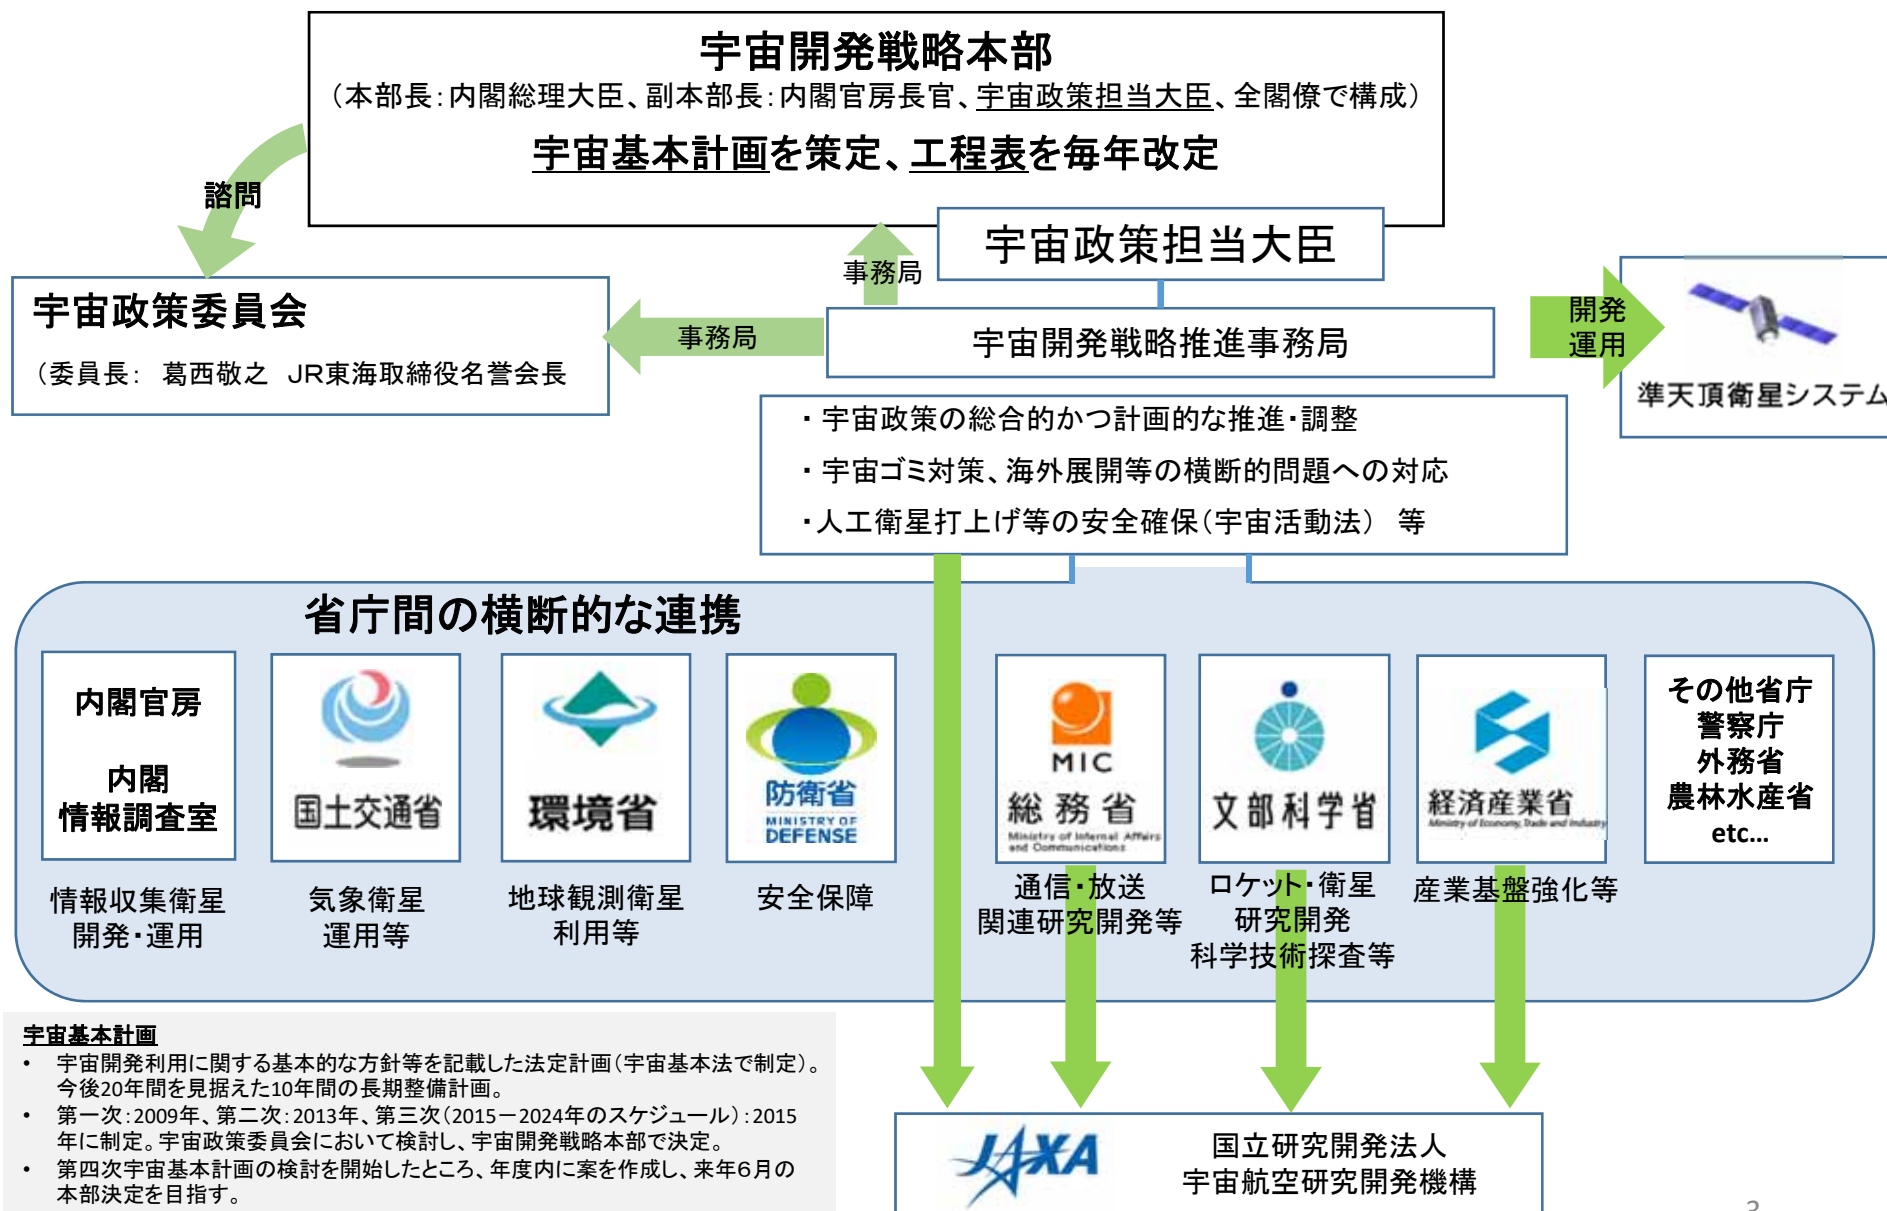 宇宙開発戦略本部
（本部長：内閣総理大臣、副本部長：内閣官房長官、宇宙政策担当大臣、全閣僚で構成）
宇宙基本計画を策定、工程表を毎年改定
諮問
事務局
宇宙政策担当大臣
宇宙政策委員会
（委員長：　葛西敬之　JR東海取締役名誉会長
事務局
宇宙開発戦略推進事務局
開発
運用
準天頂衛星システム
・宇宙政策の総合的かつ計画的な推進・調整
・宇宙ゴミ対策、海外展開等の横断的問題への対応
・人工衛星打上げ等の安全確保（宇宙活動法）　等
省庁間の横断的な連携
内閣官房
内閣
情報調査室
情報収集衛星
開発・運用
国土交通省
気象衛星
運用等
環境省
地球観測衛星
利用等
防衛省
MINISTRY OF
DEFENSE
安全保障
MIC
総務省
Ministry of Internal Affairs
and Communications
通信・放送
関連研究開発等
文部科学省
ロケット・衛星
研究開発
科学技術探査等
経済産業省
Ministry of Economy, Trade and Industry
産業基盤強化等
その他省庁
警察庁
外務省
農林水産省
etc…
宇宙基本計画
• 宇宙開発利用に関する基本的な方針等を記載した法定計画（宇宙基本法で制定）。
今後20年間を見据えた10年間の長期整備計画。
• 第一次：2009年、第二次：2013年、第三次（2015－2024年のスケジュール）：2015
年に制定。宇宙政策委員会において検討し、宇宙開発戦略本部で決定。
• 第四次宇宙基本計画の検討を開始したところ、年度内に案を作成し、来年６月の
本部決定を目指す。
JAXA
国立研究開発法人
宇宙航空研究開発機構